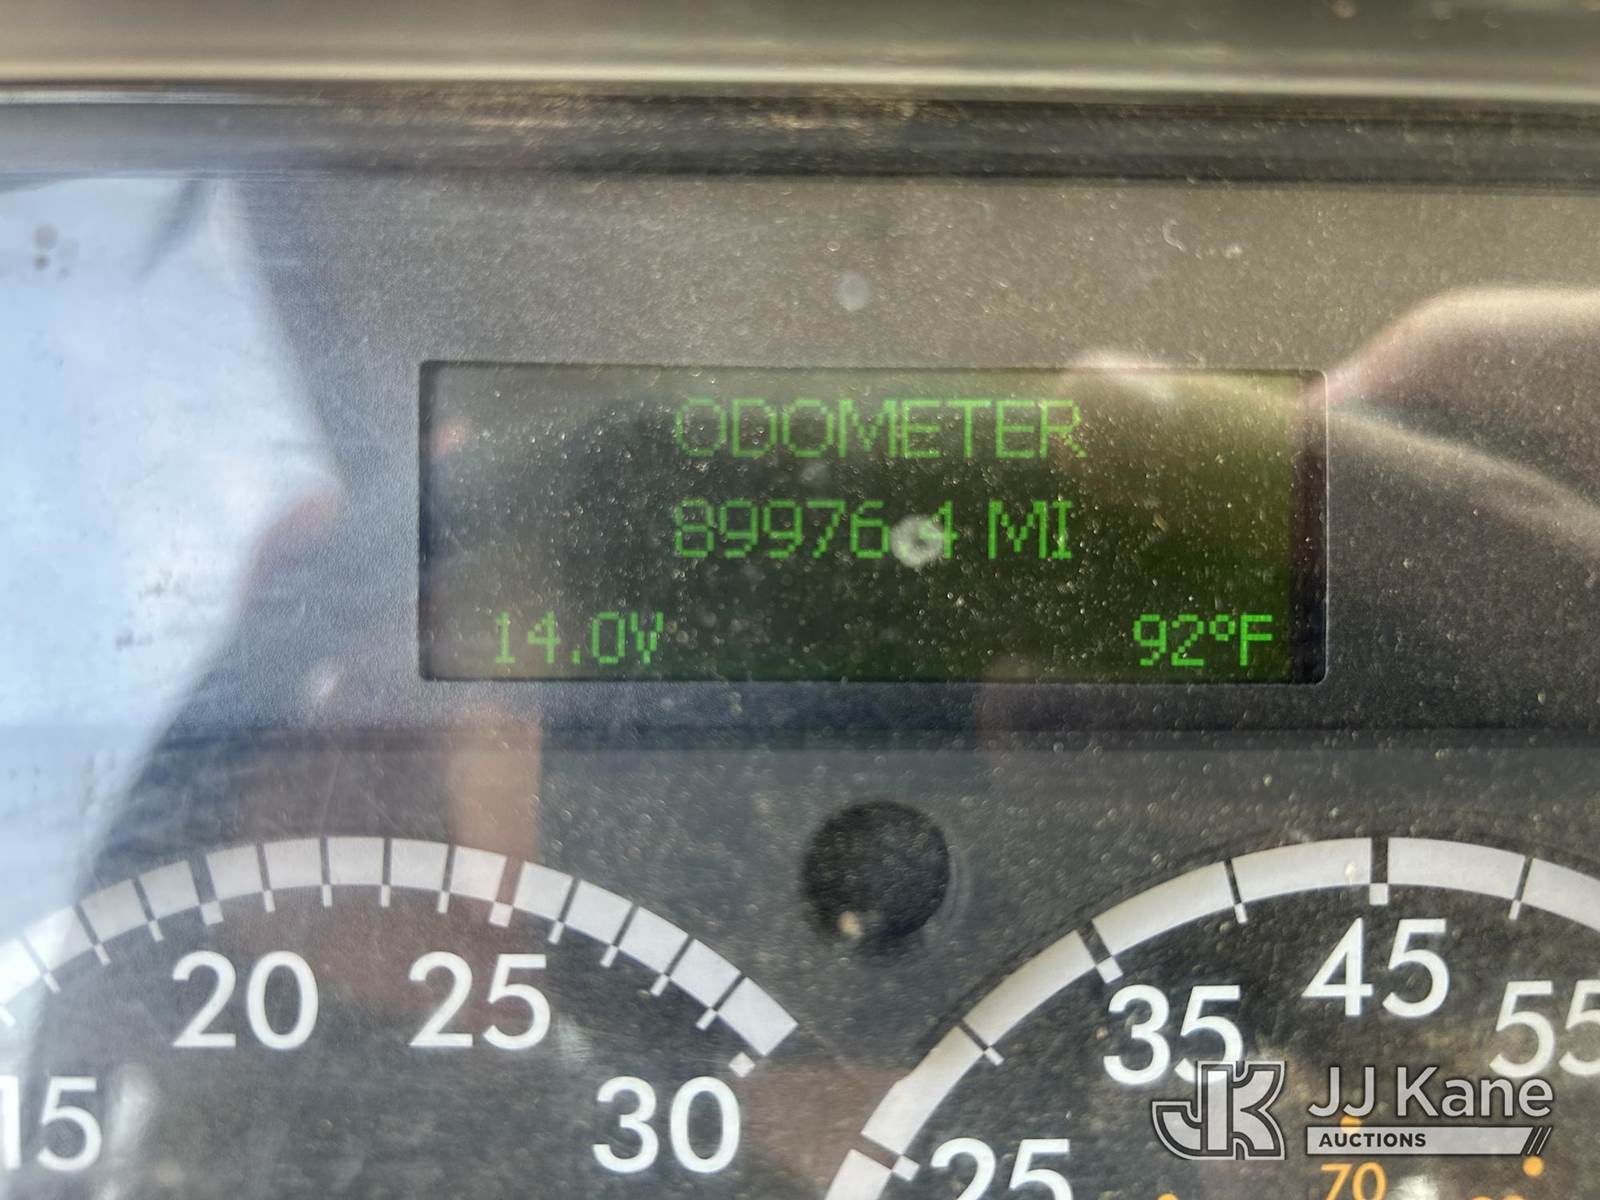 ODOMETER
89976.4 MI
14.0V 92°F
20 25 30 15
45 35 55 25
70
JK JJ Kane
AUCTIONS